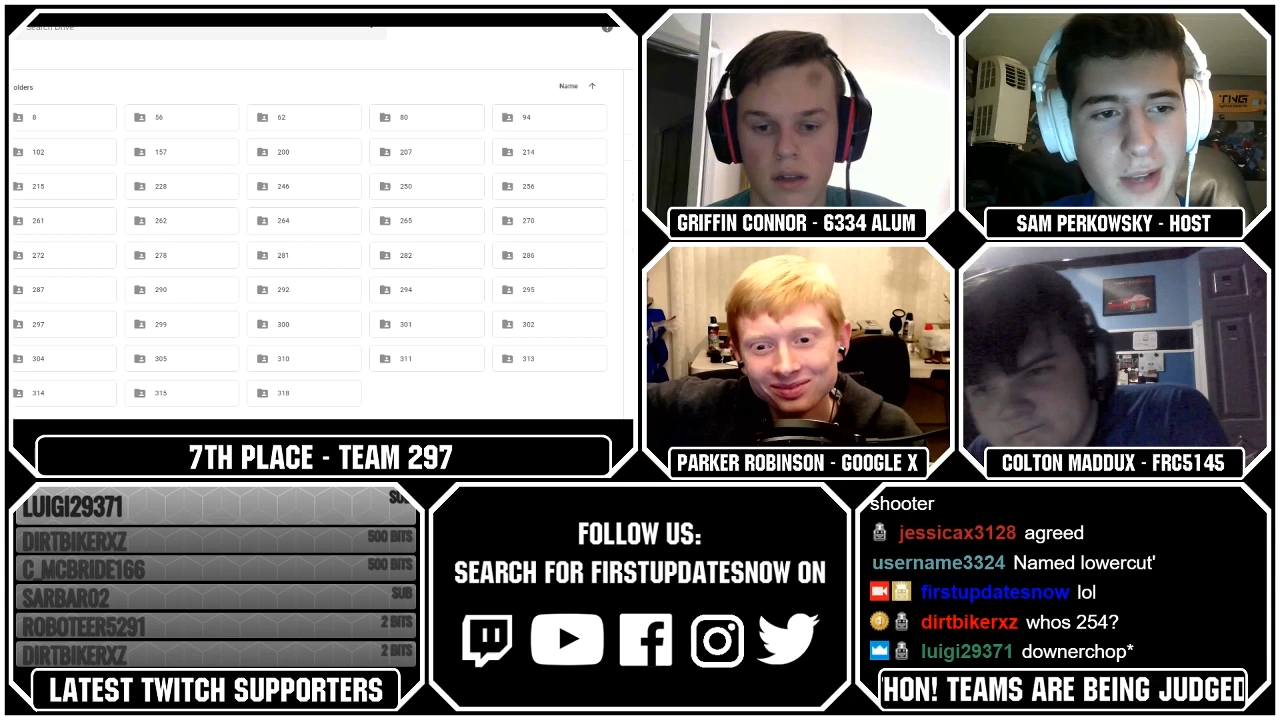 Search Drive
olders
Name
8 56 62 80 94
102 157 200 207 214
215 228 246 250 256
261 262 264 265 270
272 278 281 282 286
287 290 292 294 295
297 299 300 301 302
304 305 310 311 313
314 315 318
7TH PLACE - TEAM 297
GRIFFIN CONNOR - 6334 ALUM
SAM PERKOWSKY - HOST
PARKER ROBINSON - GOOGLE X
COLTON MADDUX - FRC5145
LUIGI29371 SUB
DIRTBIKERXZ 500 BITS
C_MCBRIDE166 500 BITS
SARBAR02 SUB
ROBOTEER5291 2 BITS
DIRTBIKERXZ 2 BITS
LATEST TWITCH SUPPORTERS
FOLLOW US:
SEARCH FOR FIRSTUPDATESNOW ON
shooter
jessicax3128 agreed
username3324 Named lowercut'
firstupdatesnow lol
dirtbikerxz whos 254?
luigi29371 downerchop*
HON! TEAMS ARE BEING JUDGED